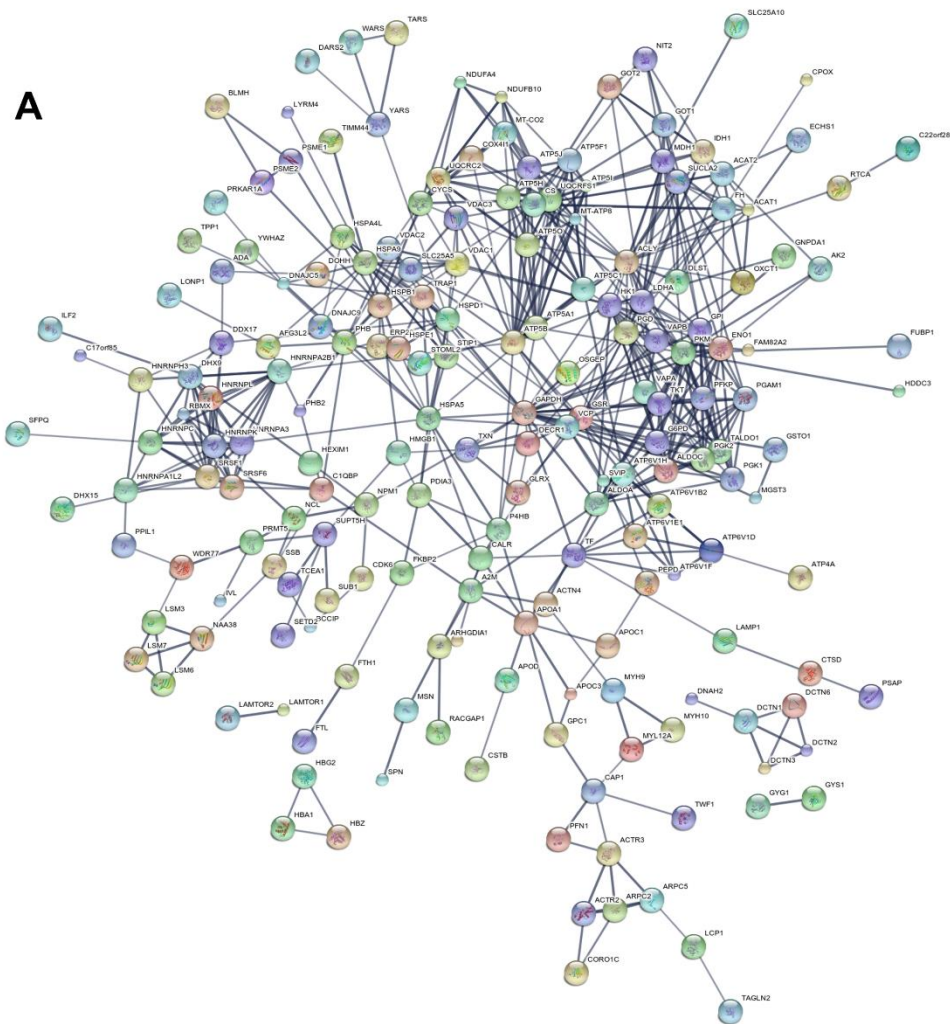 SLC25A10
TARS
WARS
DARS2
NIT2
GOT2
NDUFA4
CPOX
A
BLMH
LYRM4
NDUFB10
YARS
GOT1
MT-CO2
TIMM44
IDH1
ECHS1
C22orf28
PSME1
COX4I1
ATP5J
ATP5F1
MDH1
ACAT2
PSME2
UQCRC2
ATP5I
SUCLA2
RTCA
PRKAR1A
CYCS
ATP5H
CS
UQCRFS1
FH
ACAT1
VDAC3
MT-ATP8
HSPA4L
ATP5O
YWHAZ
VDAC2
GNPDA1
TPP1
HSPA9
VDAC1
ACLY
ADA
DOHH
SLC25A5
DLST
OXCT1
AK2
DNAJC5
TRAP1
ATP5C1
HK1
LDHA
LONP1
HSPB1
HSPD1
PGD
VAPB
GPI
ILF2
DDX17
AFG3L2
DNAJC9
PHB
ERP29
HSPE1
STIP1
ATP5B
ATP5A1
PKM
ENO1
FAM82A2
FUBP1
C17orf85
DHX9
HNRNPH3
HNRNPA2B1
STOML2
OSGEP
VAPA
HNRNPL
TKT
PFKP
PGAM1
HDDC3
RBMX
PHB2
HSPA5
GAPDH
GSR
VCP
SFPQ
HNRNPC
HNRNPK
HNRNPA3
HMGB1
TXN
DECR1
G6PD
TALDO1
PGK2
GSTO1
SRSF1
HEXIM1
ATP6V1H
ALDOC
PGK1
HNRNPA1L2
SRSF6
C1QBP
PDIA3
GLRX
SVIP
MGST3
DHX15
NPM1
ALDOA
ATP6V1B2
NCL
P4HB
PPIL1
SUPT5H
ATP6V1E1
PRMT5
CALR
TF
ATP6V1D
WDR77
SSB
CDK6
FKBP2
TCEA1
SUB1
PEPD
ATP6V1F
ATP4A
A2M
IVL
BCCIP
ACTN4
LSM3
NAA38
SETD2
APOA1
LAMP1
ARHGDIA1
APOC1
LSM7
LSM6
FTH1
APOD
CTSD
MYH9
PSAP
APOC3
DNAH2
DCTN6
LAMTOR2
LAMTOR1
MSN
DCTN1
GPC1
MYH10
RACGAP1
FTL
MYL12A
DCTN2
DCTN3
HBG2
CSTB
SPN
CAP1
GYG1
GYS1
HBA1
HBZ
TWF1
PFN1
ACTR3
ARPC5
ARPC2
ACTR2
LCP1
CORO1C
TAGLN2